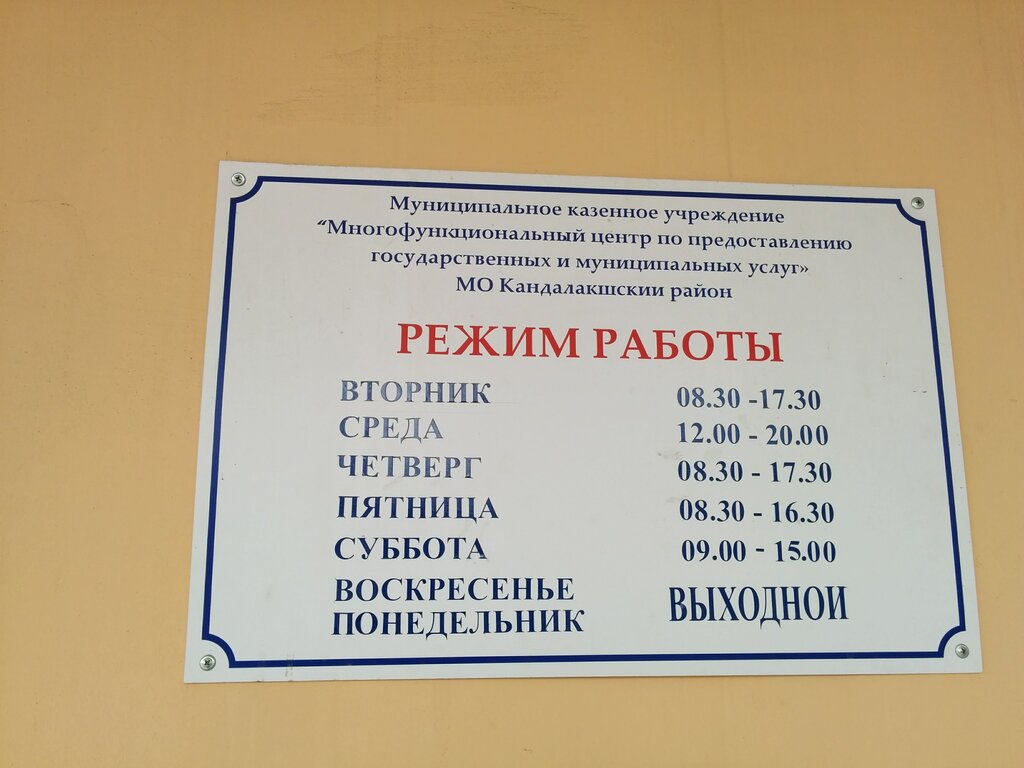 Муниципальное казенное учреждение
“Многофункциональный центр по предоставлению
государственных и муниципальных услуг»
МО Кандалакшскии район
РЕЖИМ РАБОТЫ
ВТОРНИК 08.30 -17.30
СРЕДА 12.00 - 20.00
ЧЕТВЕРГ 08.30 - 17.30
ПЯТНИЦА 08.30 - 16.30
СУББОТА 09.00 - 15.00
ВОСКРЕСЕНЬЕ
ПОНЕДЕЛЬНИК
ВЫХОДНОИ